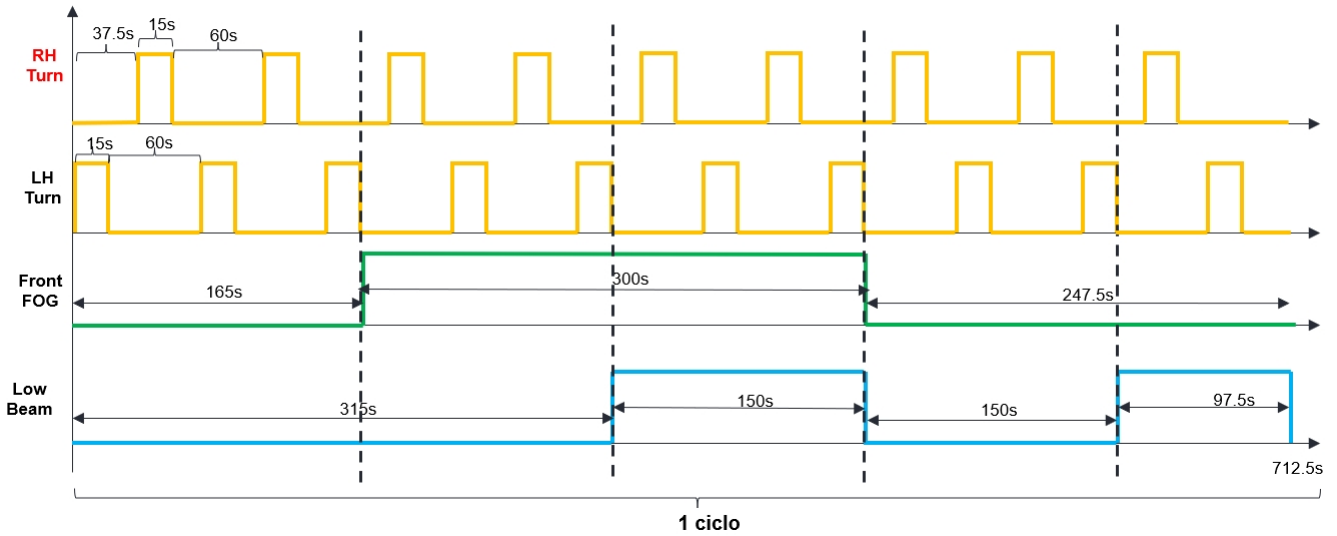 37.5s
15s
60s
RH
Turn
15s
60s
LH
Turn
Front
FOG
165s
300s
247.5s
Low
Beam
315s
150s
150s
97.5s
712.5s
1 ciclo